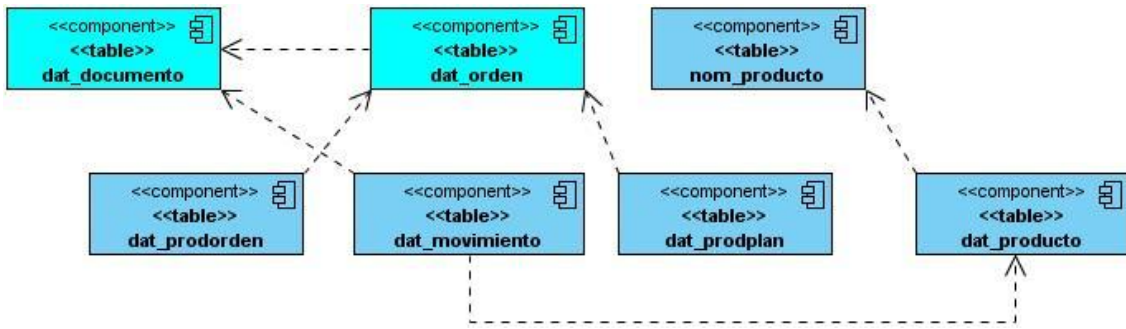 <<component>>
<<table>>
dat_documento
<<component>>
<<table>>
dat_orden
<<component>>
<<table>>
nom_producto
<<component>>
<<table>>
dat_prodorden
<<component>>
<<table>>
dat_movimiento
<<component>>
<<table>>
dat_prodplan
<<component>>
<<table>>
dat_producto